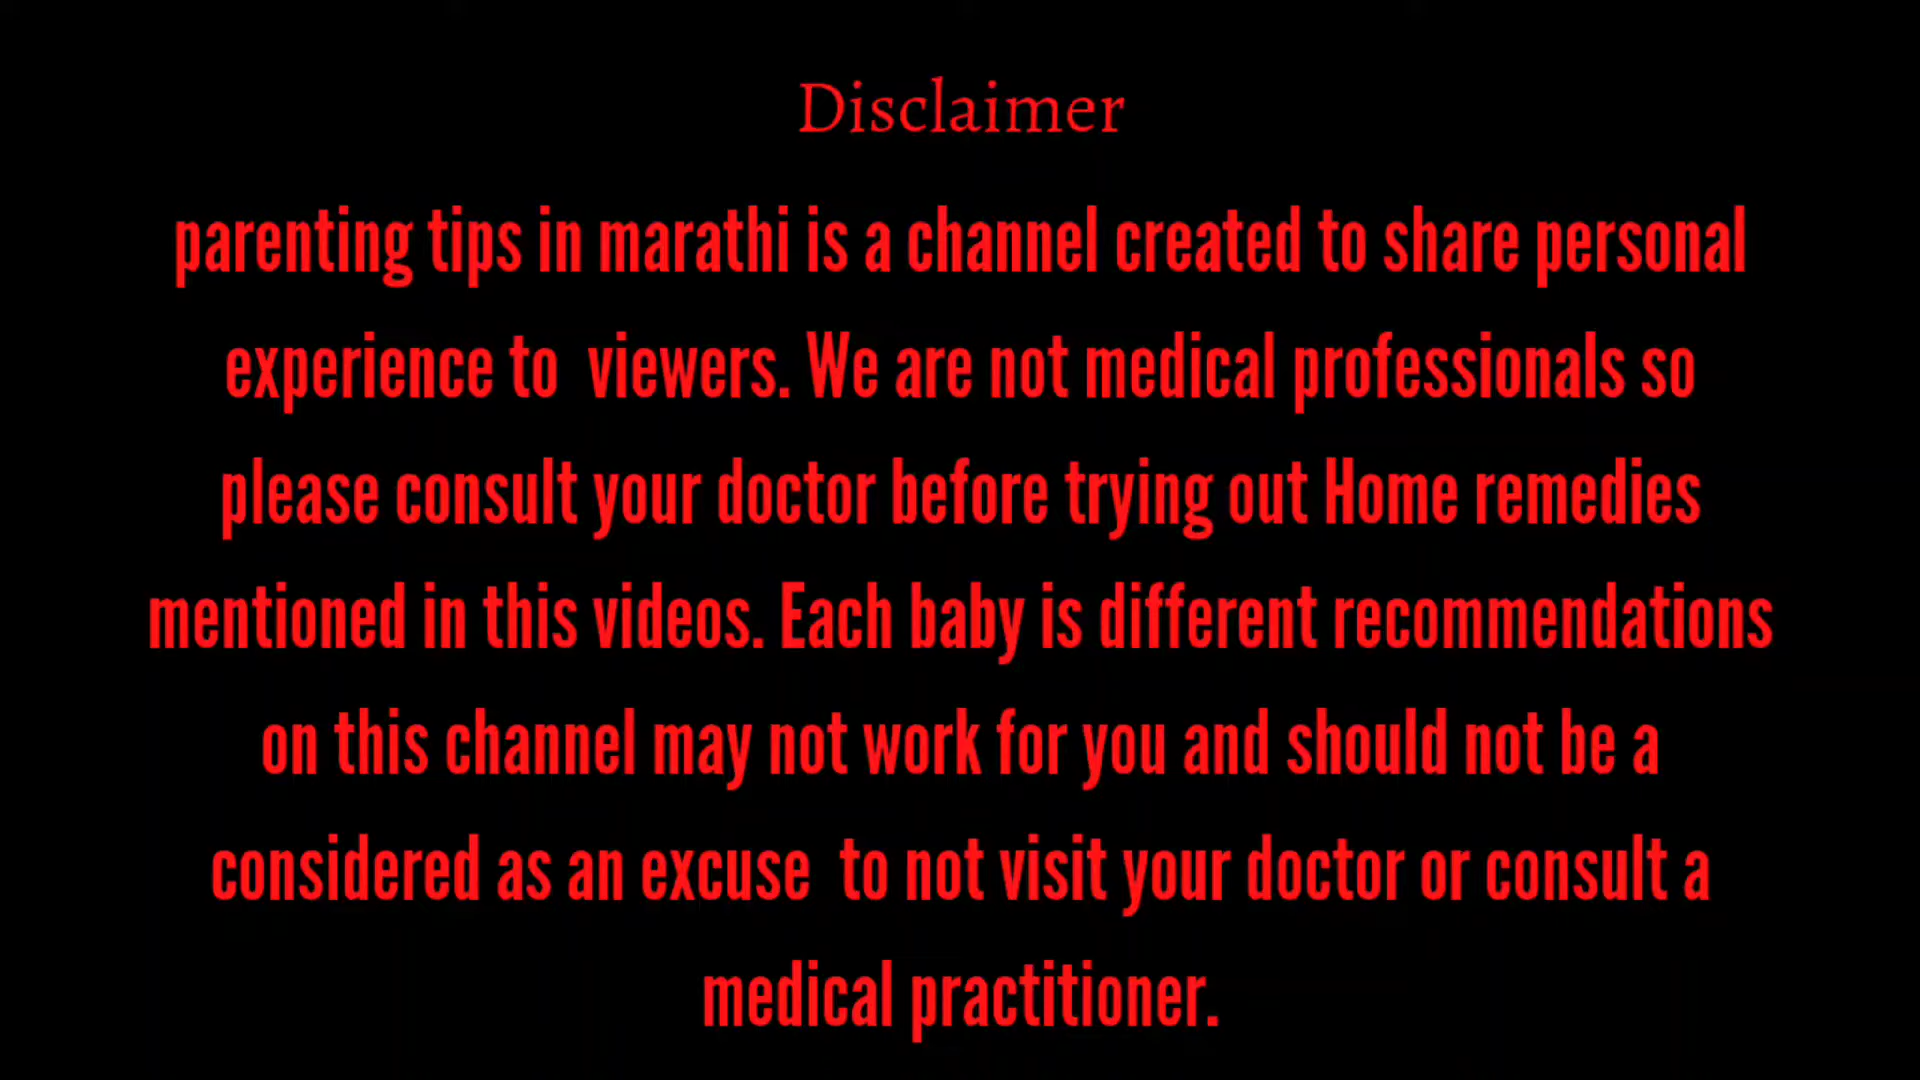 Disclaimer
parenting tips in marathi is a channel created to share personal
experience to viewers. We are not medical professionals so
please consult your doctor before trying out Home remedies
mentioned in this videos. Each baby is different recommendations
on this channel may not work for you and should not be a
considered as an excuse to not visit your doctor or consult a
medical practitioner.